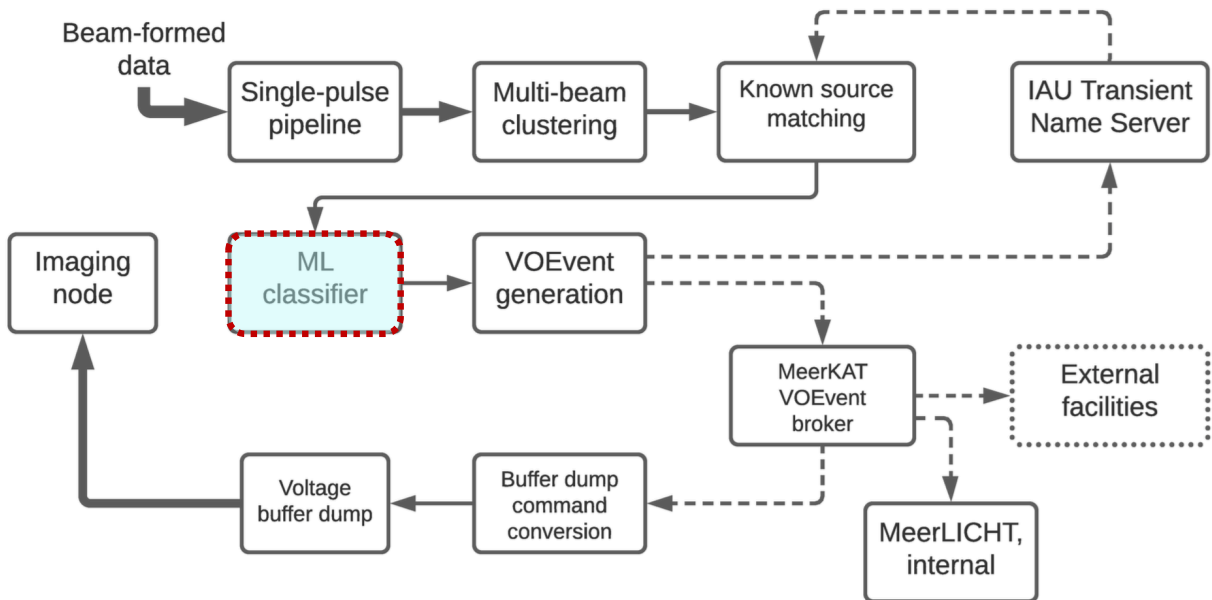 Beam-formed
data
Single-pulse
pipeline
Multi-beam
clustering
Known source
matching
IAU Transient
Name Server
Imaging
node
ML
classifier
VOEvent
generation
MeerKAT
VOEvent
broker
External
facilities
Voltage
buffer dump
Buffer dump
command
conversion
MeerLICHT,
internal